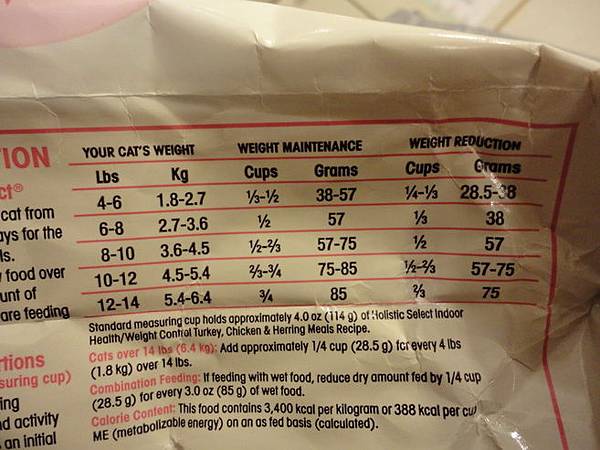 ION
ct®
cat from
ays for the
ls.
food over
unt of
are feeding
rtions
suring cup)
ing
d activity
an initial
YOUR CAT'S WEIGHT WEIGHT MAINTENANCE WEIGHT REDUCTION
Lbs Kg Cups Grams Cups Grams
4-6 1.8-2.7 ⅓-½ 38-57 ¼-⅓ 28.5-38
6-8 2.7-3.6 ½ 57 ⅓ 38
8-10 3.6-4.5 ½-⅔ 57-75 ½ 57
10-12 4.5-5.4 ⅔-¾ 75-85 ½-⅔ 57-75
12-14 5.4-6.4 ¾ 85 ⅔ 75
Standard measuring cup holds approximately 4.0 oz (114 g) of Holistic Select Indoor
Health/Weight Control Turkey, Chicken & Herring Meals Recipe.
Cats over 14 lbs (6.4 kg): Add approximately 1/4 cup (28.5 g) for every 4 lbs
(1.8 kg) over 14 lbs.
Combination Feeding: If feeding with wet food, reduce dry amount fed by 1/4 cup
(28.5 g) for every 3.0 oz (85 g) of wet food.
Calorie Content: This food contains 3,400 kcal per kilogram or 388 kcal per cup
ME (metabolizable energy) on an as fed basis (calculated).